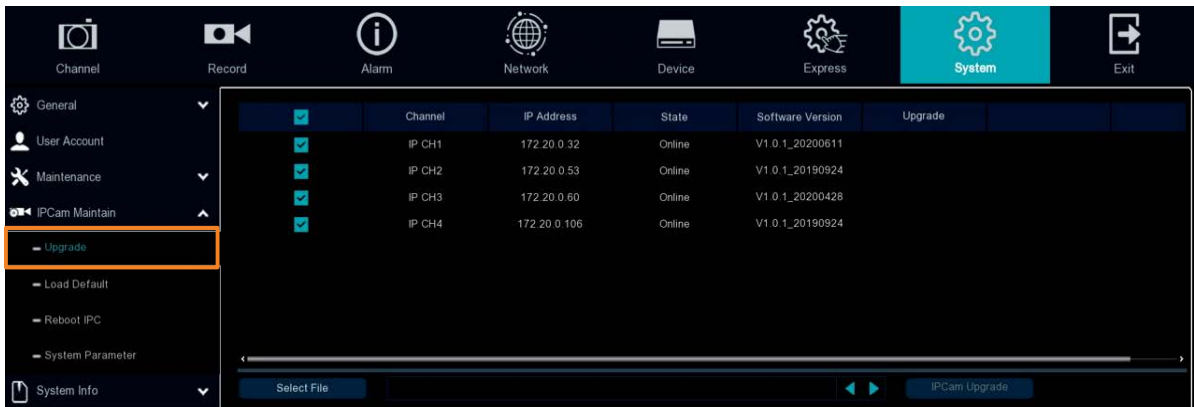 Channel Record Alarm Network Device Express System Exit
General
User Account
Maintenance
IPCam Maintain
Upgrade
Load Default
Reboot IPC
System Parameter
System Info
Channel IP Address State Software Version Upgrade
IP CH1 172.20.0.32 Online V1.0.1_20200611
IP CH2 172.20.0.53 Online V1.0.1_20190924
IP CH3 172.20.0.60 Online V1.0.1_20200428
IP CH4 172.20.0.106 Online V1.0.1_20190924
Select File IPCam Upgrade